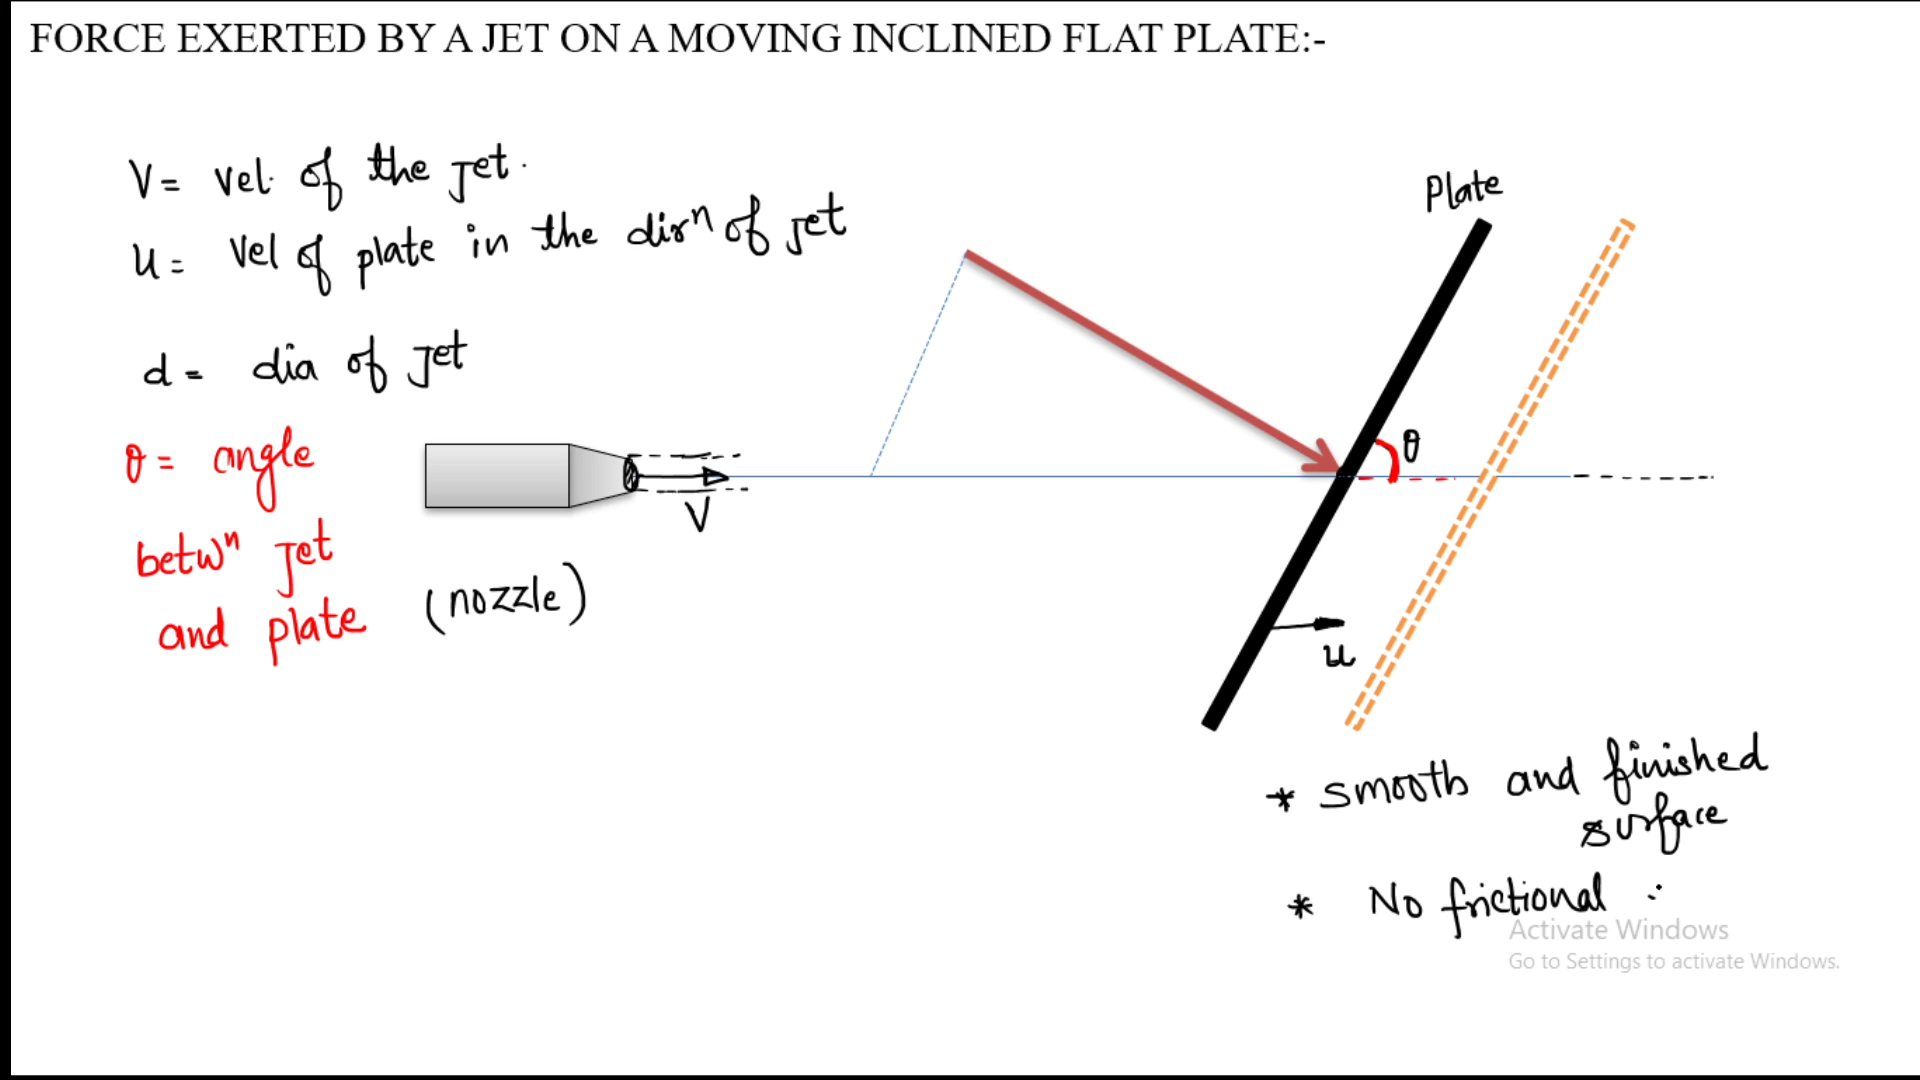 FORCE EXERTED BY A JET ON A MOVING INCLINED FLAT PLATE:-
V = vel. of the jet.
u = Vel of plate in the dirⁿ of jet
d = dia of jet
θ = angle
betwⁿ jet
and plate
(nozzle)
V
Plate
θ
u
* smooth and finished
surface
* No frictional
Activate Windows
Go to Settings to activate Windows.